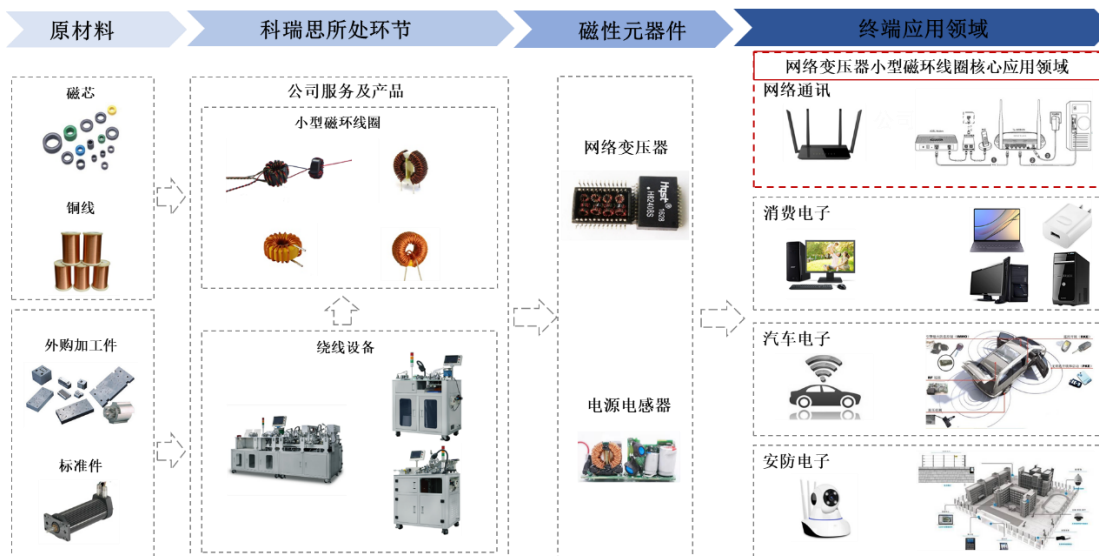 原材料
科瑞思所处环节
磁性元器件
终端应用领域
磁芯
铜线
外购加工件
标准件
公司服务及产品
小型磁环线圈
绕线设备
网络变压器
Hqst
H82408S
1628
电源电感器
网络变压器小型磁环线圈核心应用领域
网络通讯
消费电子
汽车电子
安防电子